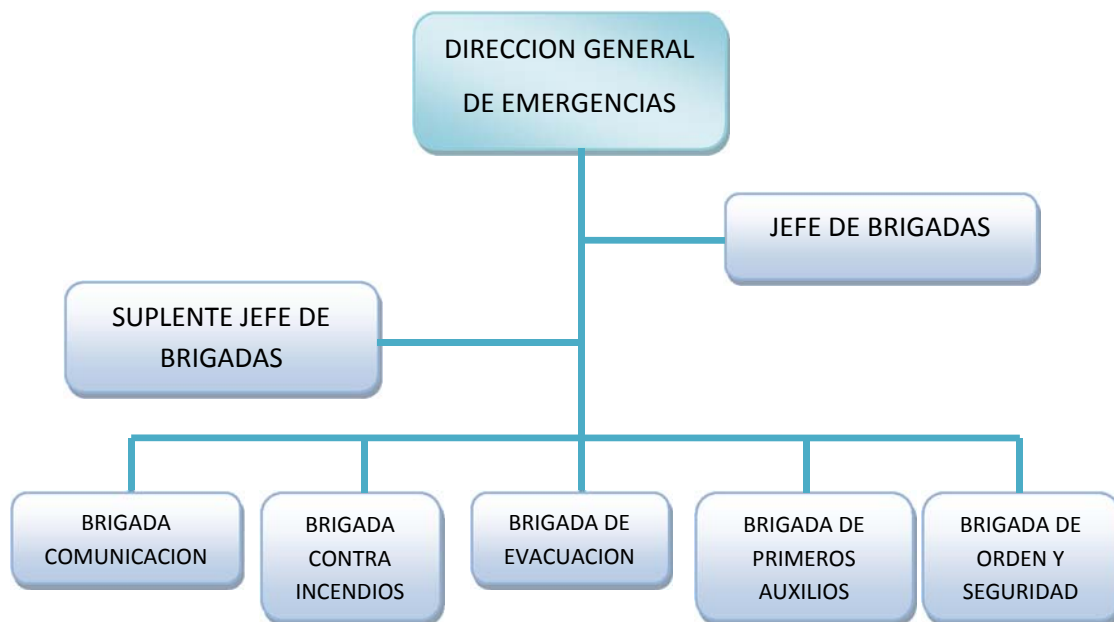 DIRECCION GENERAL
DE EMERGENCIAS
JEFE DE BRIGADAS
SUPLENTE JEFE DE
BRIGADAS
BRIGADA
COMUNICACION
BRIGADA
CONTRA
INCENDIOS
BRIGADA DE
EVACUACION
BRIGADA DE
PRIMEROS
AUXILIOS
BRIGADA DE
ORDEN Y
SEGURIDAD